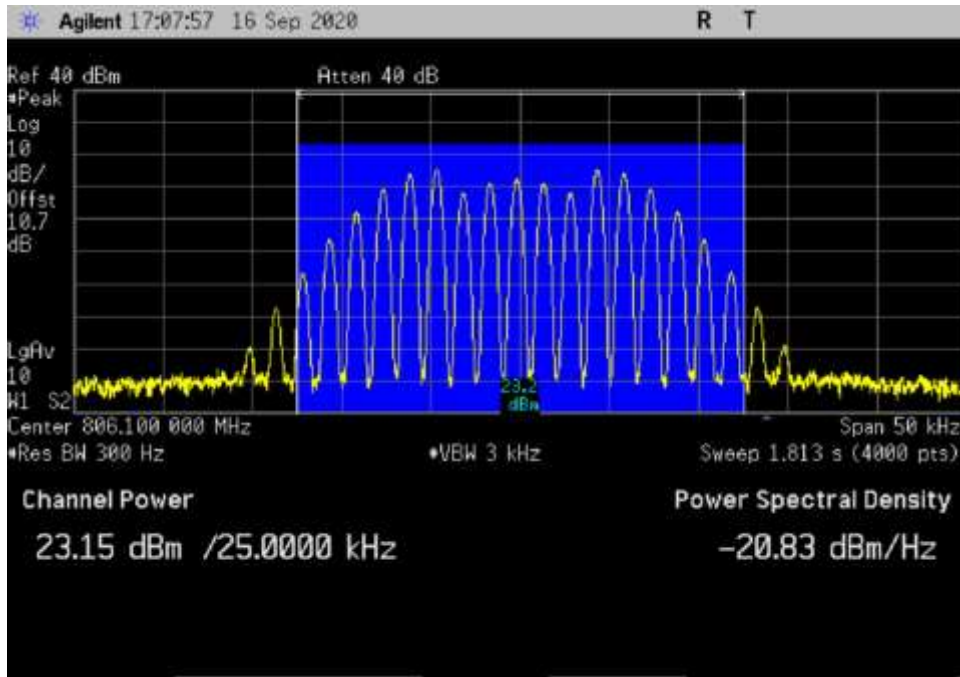 Agilent 17:07:57 16 Sep 2020 R T
Ref 40 dBm Atten 40 dB
#Peak
Log
10
dB/
Offst
10.7
dB
LgAv
10
W1 S2
23.2
dBm
Center 806.100 000 MHz Span 50 kHz
#Res BW 300 Hz #VBW 3 kHz Sweep 1.813 s (4000 pts)
Channel Power Power Spectral Density
23.15 dBm /25.0000 kHz -20.83 dBm/Hz